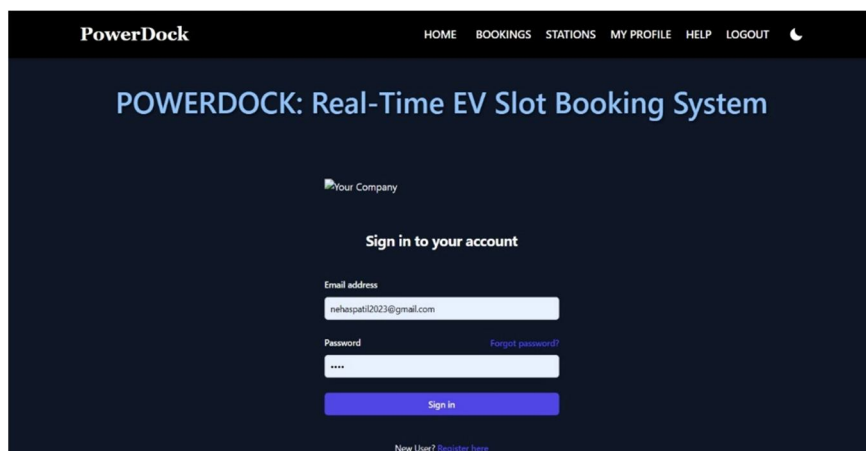 PowerDock HOME BOOKINGS STATIONS MY PROFILE HELP LOGOUT
POWERDOCK: Real-Time EV Slot Booking System
Your Company
Sign in to your account
Email address
nehaspatil2023@gmail.com
Password Forgot password?
••••
Sign in
New User? Register here